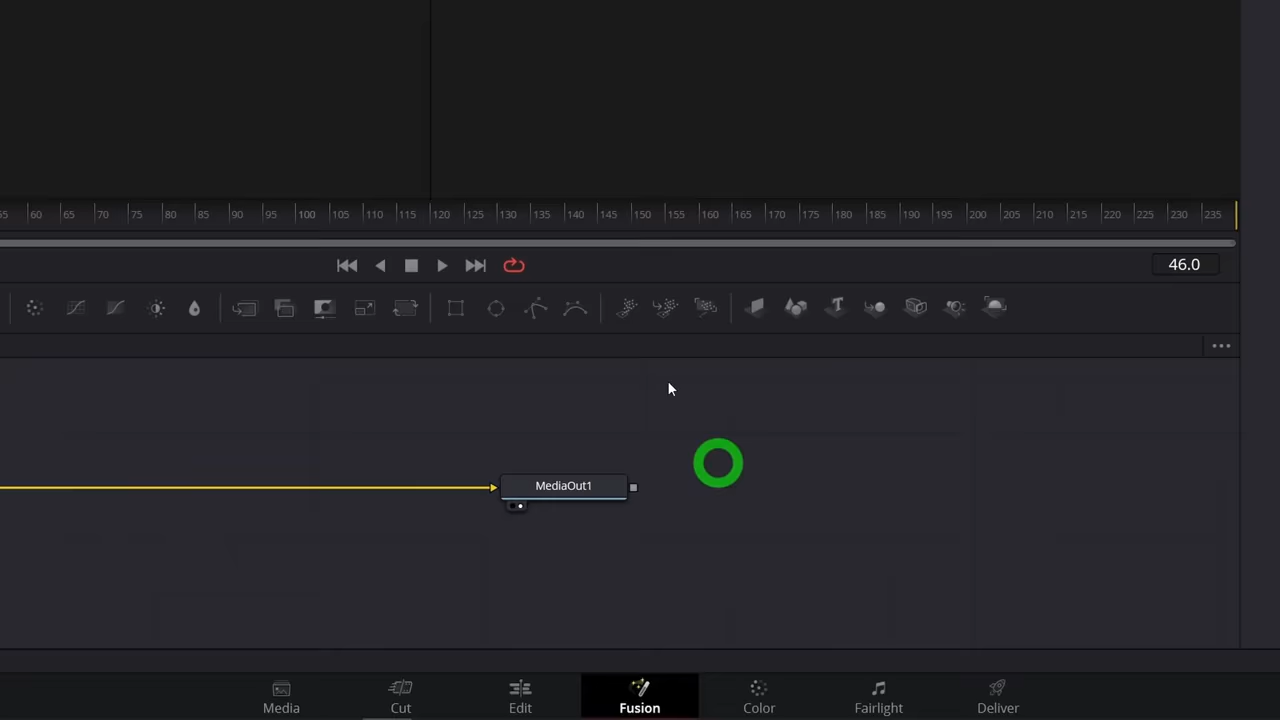 55 60 65 70 75 80 85 90 95 100 105 110 115 120 125 130 135 140 145 150 155 160 165 170 175 180 185 190 195 200 205 210 215 220 225 230 235
46.0
T
MediaOut1
Media Cut Edit Fusion Color Fairlight Deliver